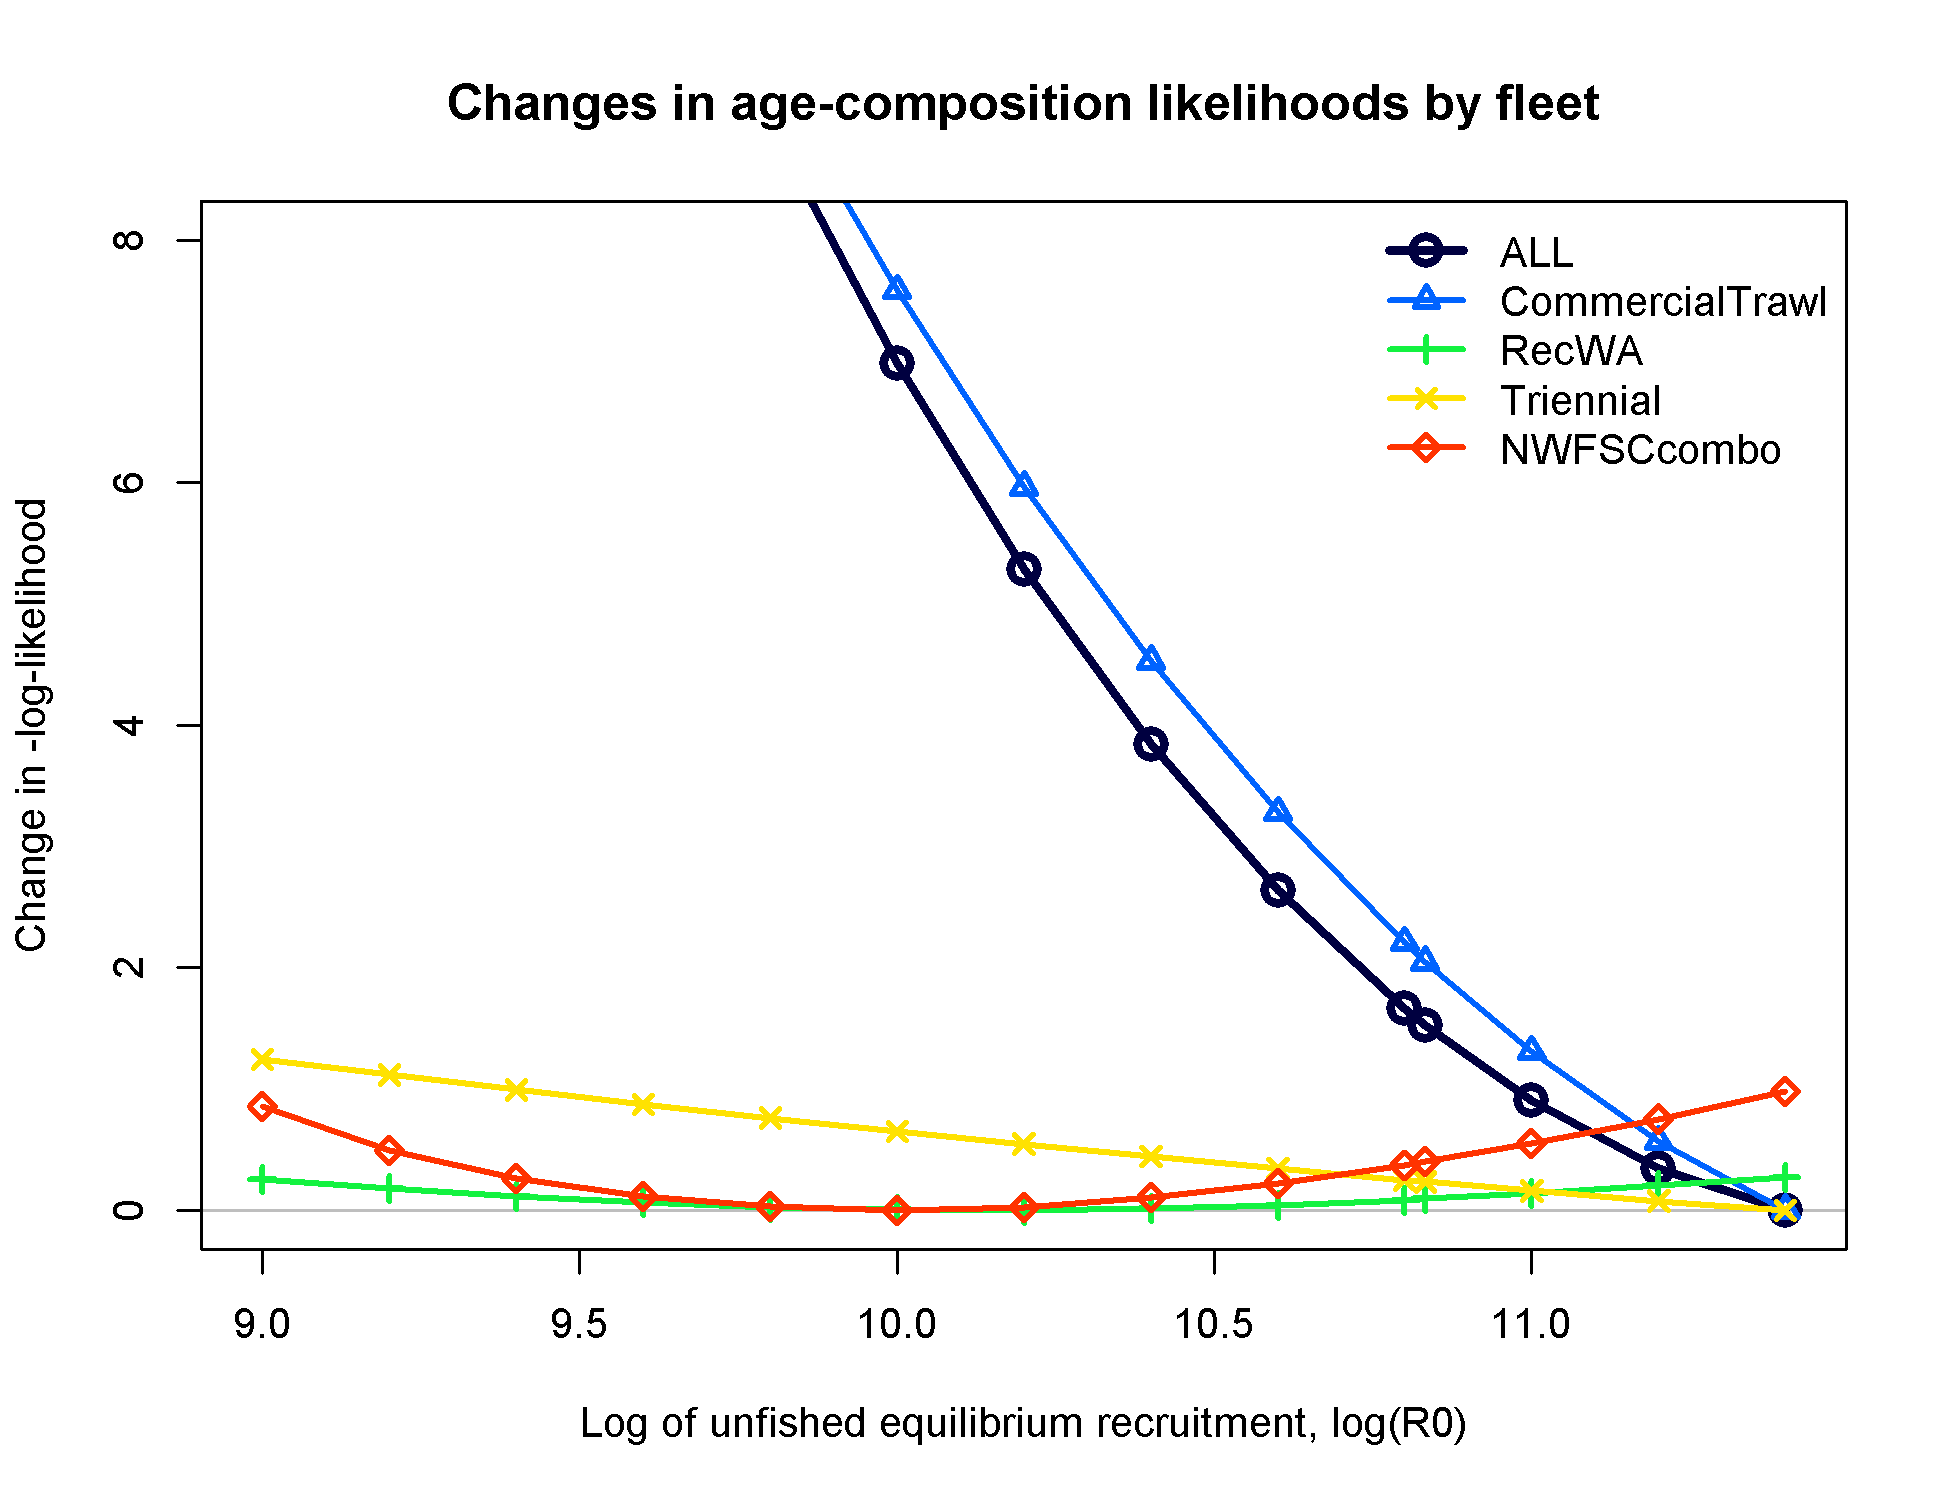 Changes in age-composition likelihoods by fleet
ALL
CommercialTrawl
RecWA
Triennial
NWFSCcombo
Change in -log-likelihood
8
6
4
2
0
9.0 9.5 10.0 10.5 11.0
Log of unfished equilibrium recruitment, log(R0)